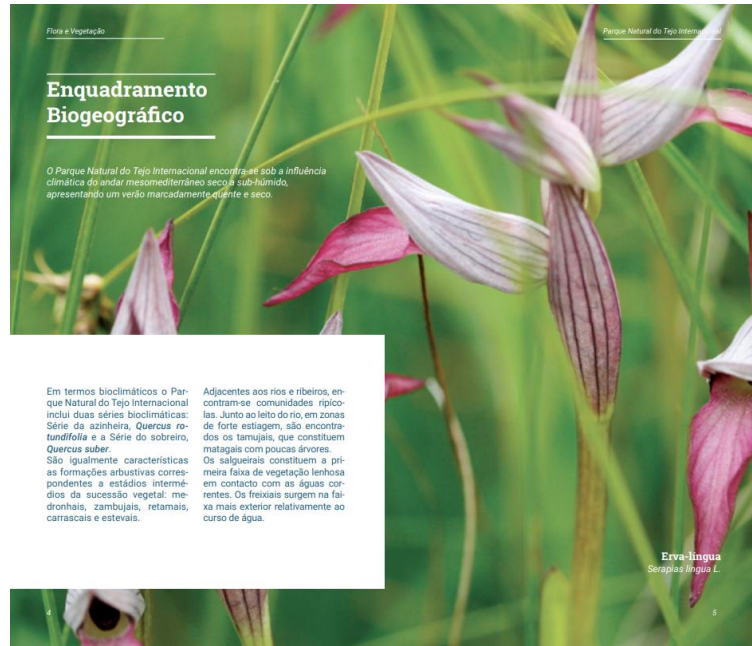 Flora e Vegetação
Parque Natural do Tejo Internacional
Enquadramento
Biogeográfico
O Parque Natural do Tejo Internacional encontra-se sob a influência
climática do andar mesomediterrâneo seco a sub-húmido,
apresentando um verão marcadamente quente e seco.
Em termos bioclimáticos o Par-
que Natural do Tejo Internacional
inclui duas séries bioclimáticas:
Série da azinheira, Quercus ro-
tundifolia e a Série do sobreiro,
Quercus suber.
São igualmente características
as formações arbustivas corres-
pondentes a estádios intermé-
dios da sucessão vegetal: me-
dronhais, zambujais, retamais,
carrascais e estevais.
Adjacentes aos rios e ribeiros, en-
contram-se comunidades ripíco-
las. Junto ao leito do rio, em zonas
de forte estiagem, são encontra-
dos os tamujais, que constituem
matagais com poucas árvores.
Os salgueirais constituem a pri-
meira faixa de vegetação lenhosa
em contacto com as águas cor-
rentes. Os freixiais surgem na fai-
xa mais exterior relativamente ao
curso de água.
Erva-língua
Serapias lingua L.
4
5